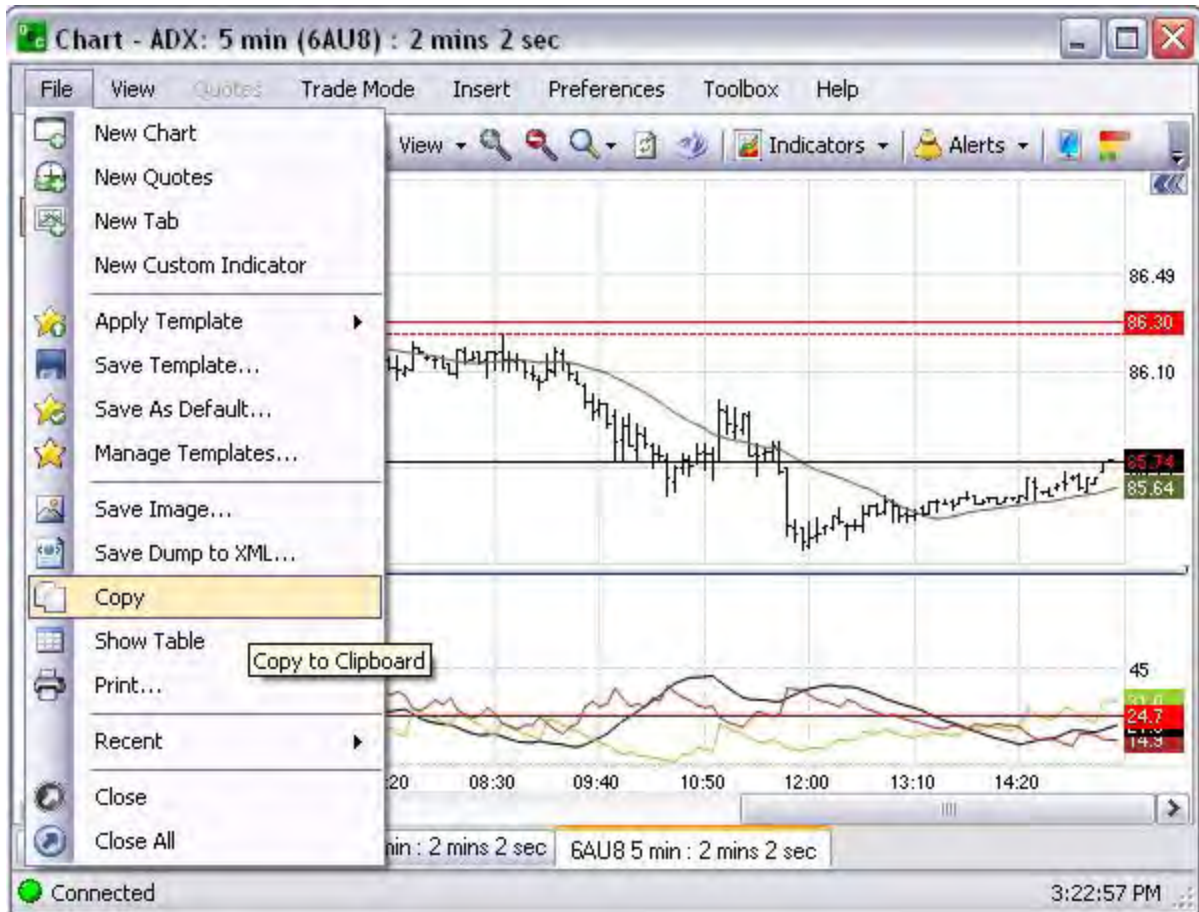 Chart - ADX: 5 min (6AU8) : 2 mins 2 sec
File View Quotes Trade Mode Insert Preferences Toolbox Help
View Indicators Alerts
New Chart
New Quotes
New Tab
New Custom Indicator
Apply Template
Save Template...
Save As Default...
Manage Templates...
Save Image...
Save Dump to XML...
Copy
Show Table
Copy to Clipboard
Print...
Recent
Close
Close All
86.49
86.30
86.10
85.74
85.64
45
24.7
14.9
:20 08:30 09:40 10:50 12:00 13:10 14:20
min : 2 mins 2 sec 6AU8 5 min : 2 mins 2 sec
Connected 3:22:57 PM